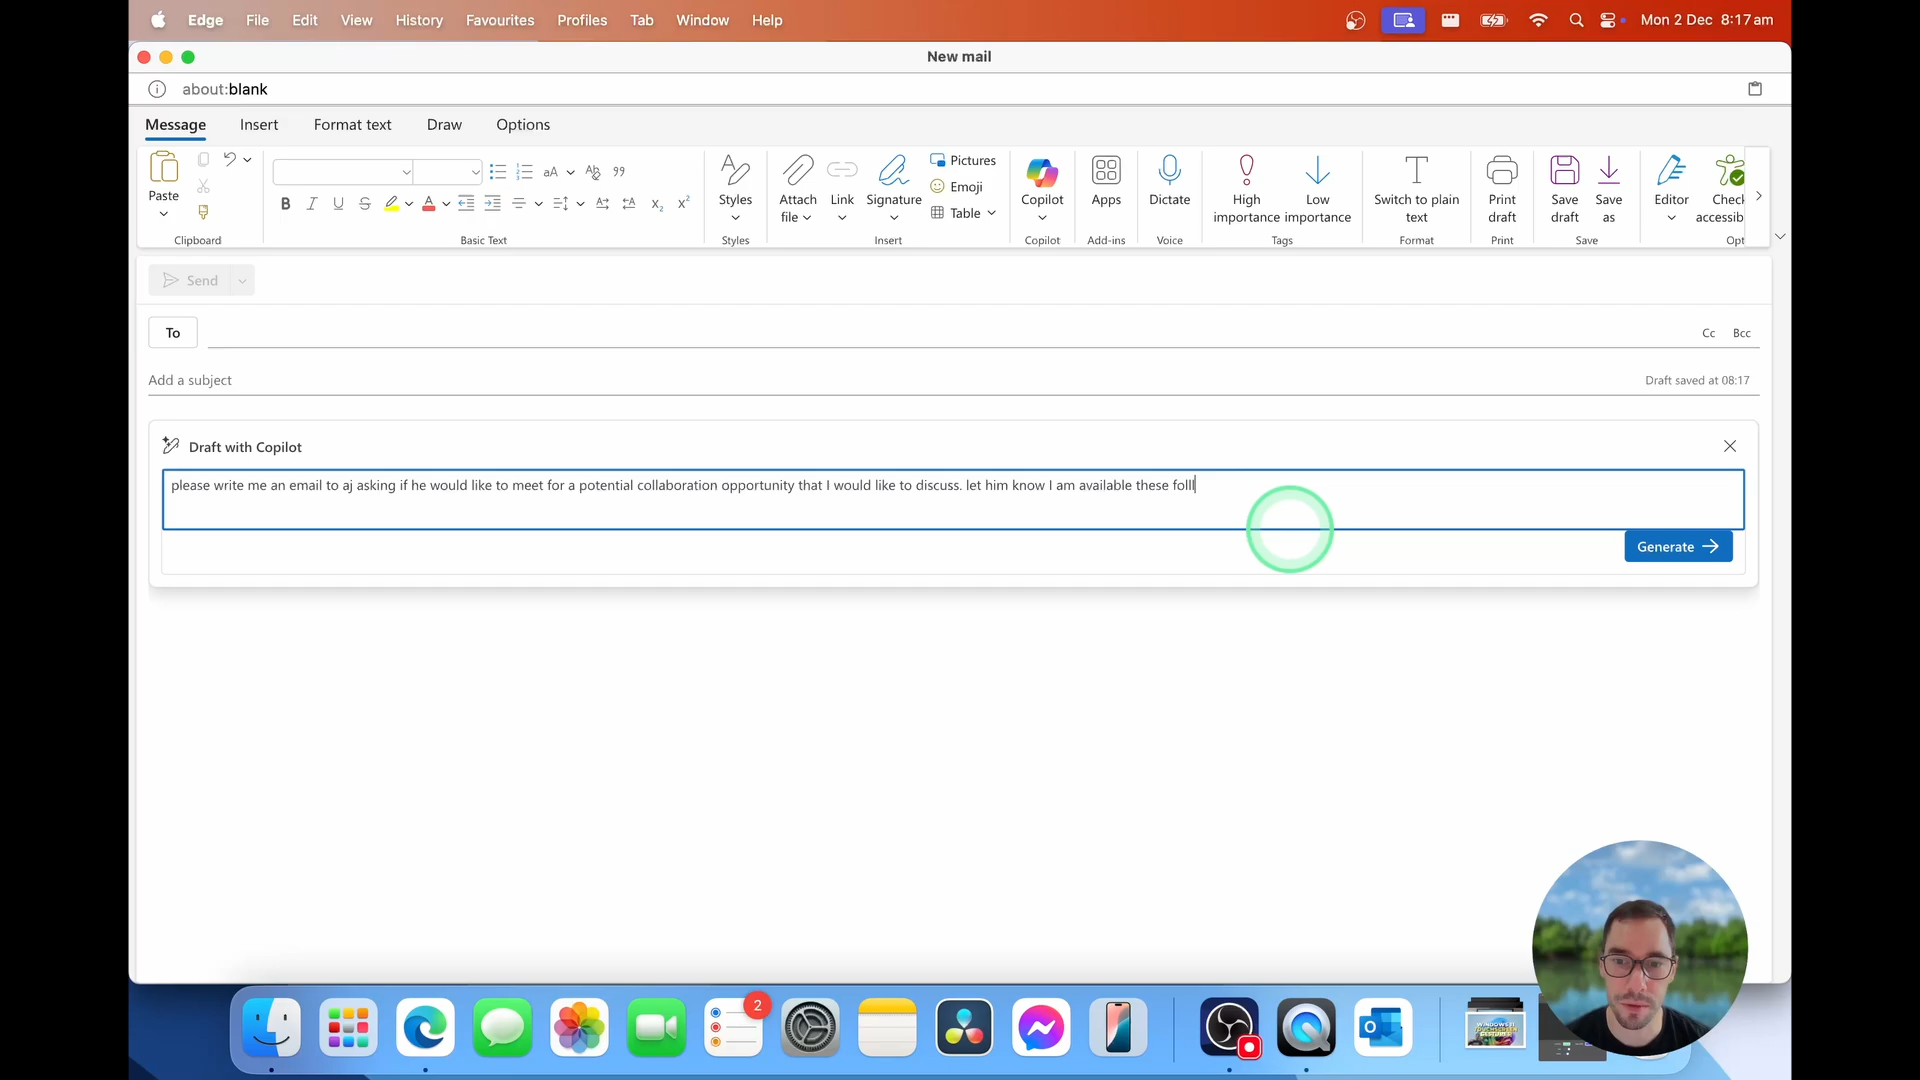 Edge File Edit View History Favourites Profiles Tab Window Help Mon 2 Dec 8:17am
New mail
about:blank
Message Insert Format text Draw Options
Paste
Clipboard
Basic Text
Styles
Styles
Attach file
Link
Signature
Pictures
Emoji
Table
Insert
Copilot
Copilot
Apps
Add-ins
Dictate
Voice
High importance
Low importance
Tags
Switch to plain text
Format
Print draft
Print
Save draft
Save as
Save
Editor
Check accessib
Opt
Send
To Cc Bcc
Add a subject Draft saved at 08:17
Draft with Copilot
please write me an email to aj asking if he would like to meet for a potential collaboration opportunity that I would like to discuss. let him know I am available these folll
Generate
2